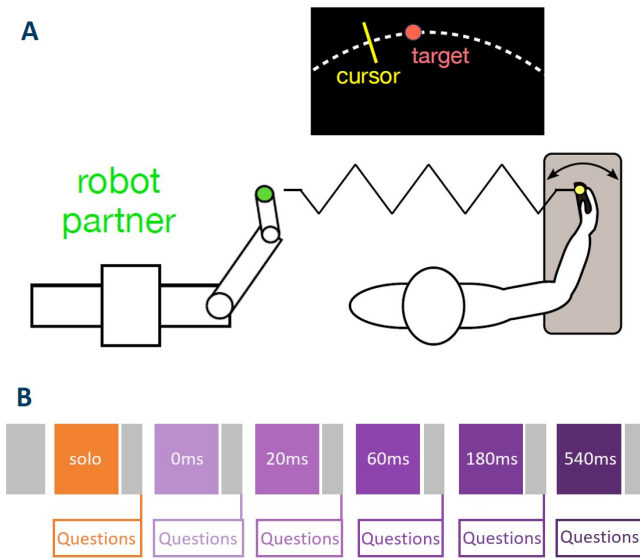 A
target
cursor
robot
partner
B
solo
0ms
20ms
60ms
180ms
540ms
Questions
Questions
Questions
Questions
Questions
Questions